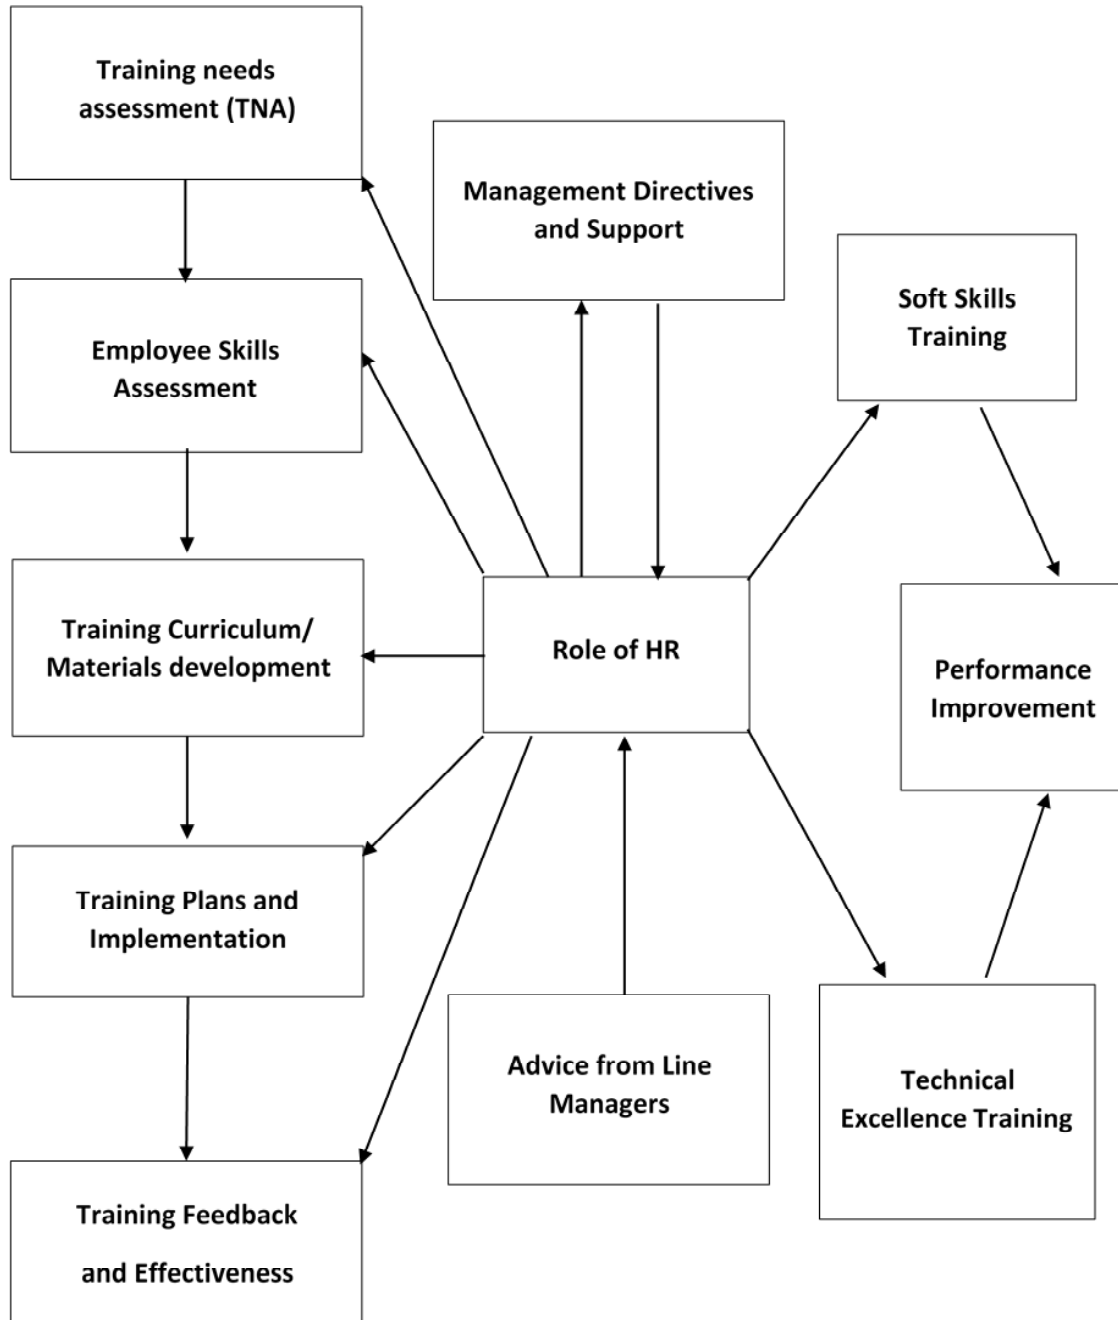 Training needs
assessment (TNA)
Management Directives
and Support
Soft Skills
Training
Employee Skills
Assessment
Training Curriculum/
Materials development
Role of HR
Performance
Improvement
Training Plans and
Implementation
Advice from Line
Managers
Technical
Excellence Training
Training Feedback
and Effectiveness